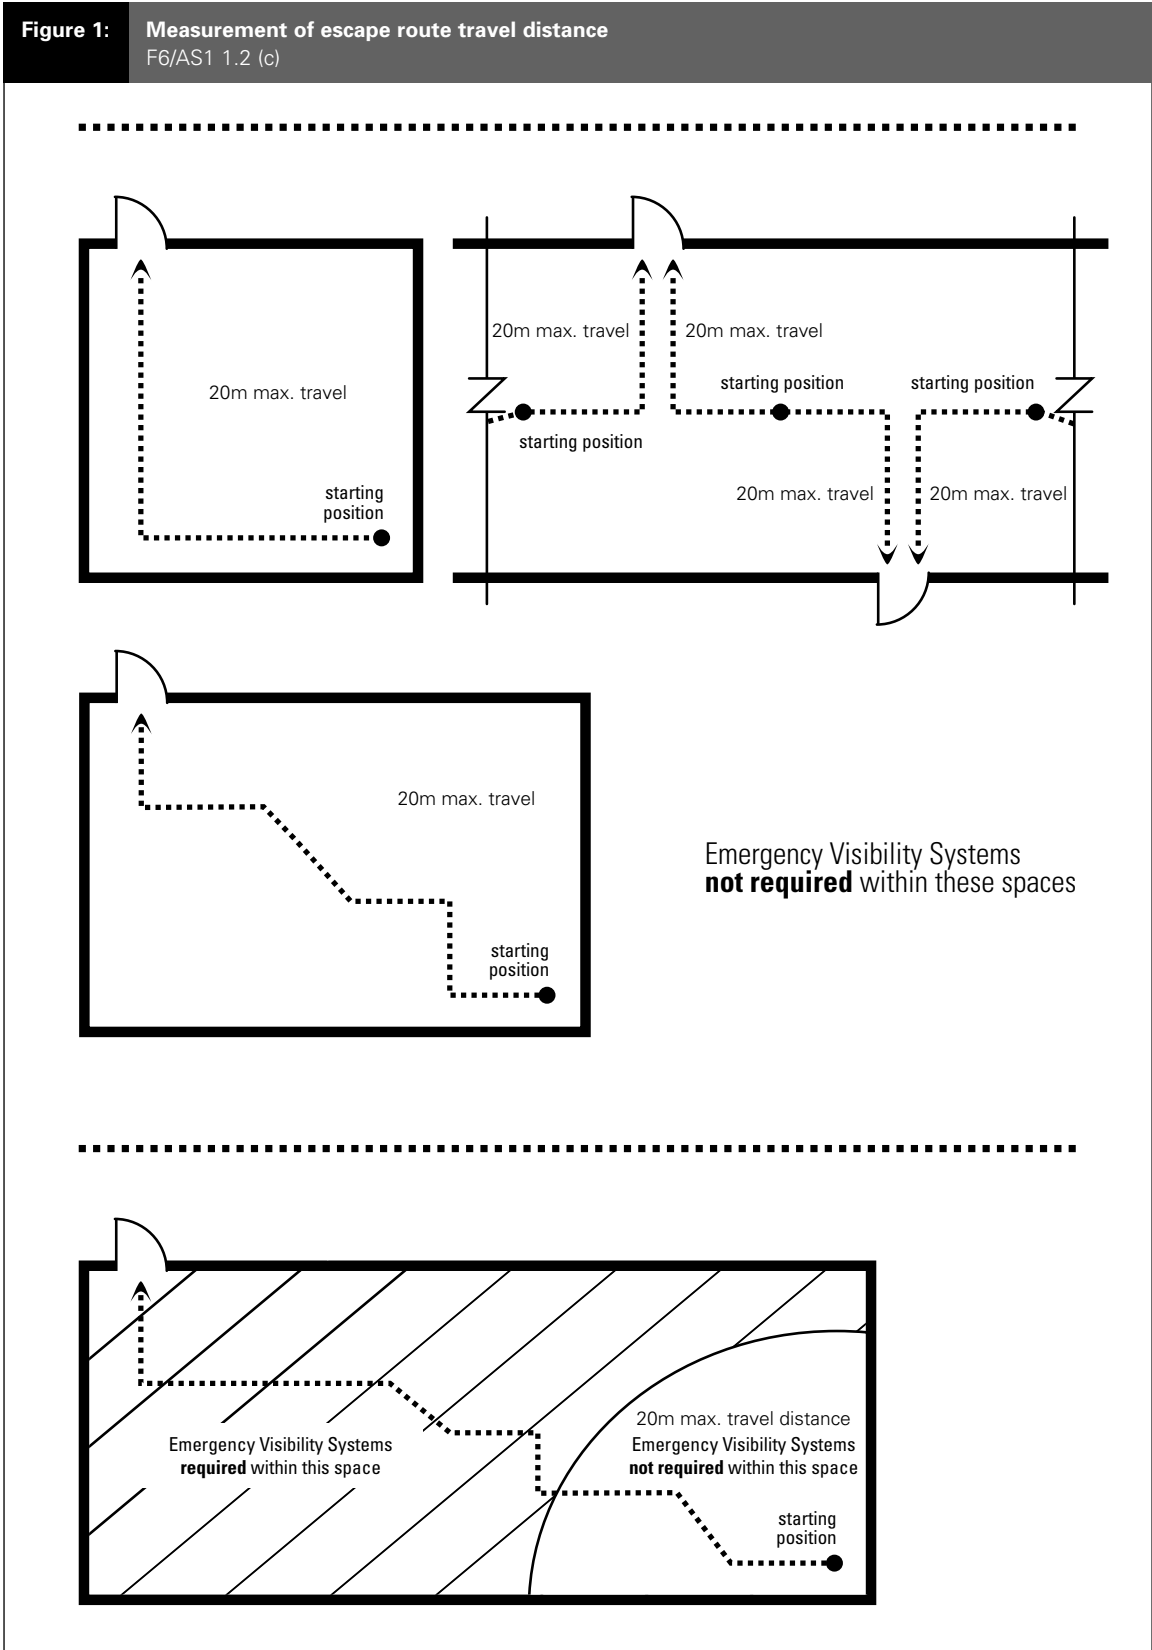 Figure 1:
Measurement of escape route travel distance
F6/AS1 1.2 (c)
20m max. travel
starting
position
20m max. travel
20m max. travel
starting position
starting position
starting position
20m max. travel
20m max. travel
20m max. travel
starting
position
Emergency Visibility Systems
not required within these spaces
Emergency Visibility Systems
required within this space
20m max. travel distance
Emergency Visibility Systems
not required within this space
starting
position